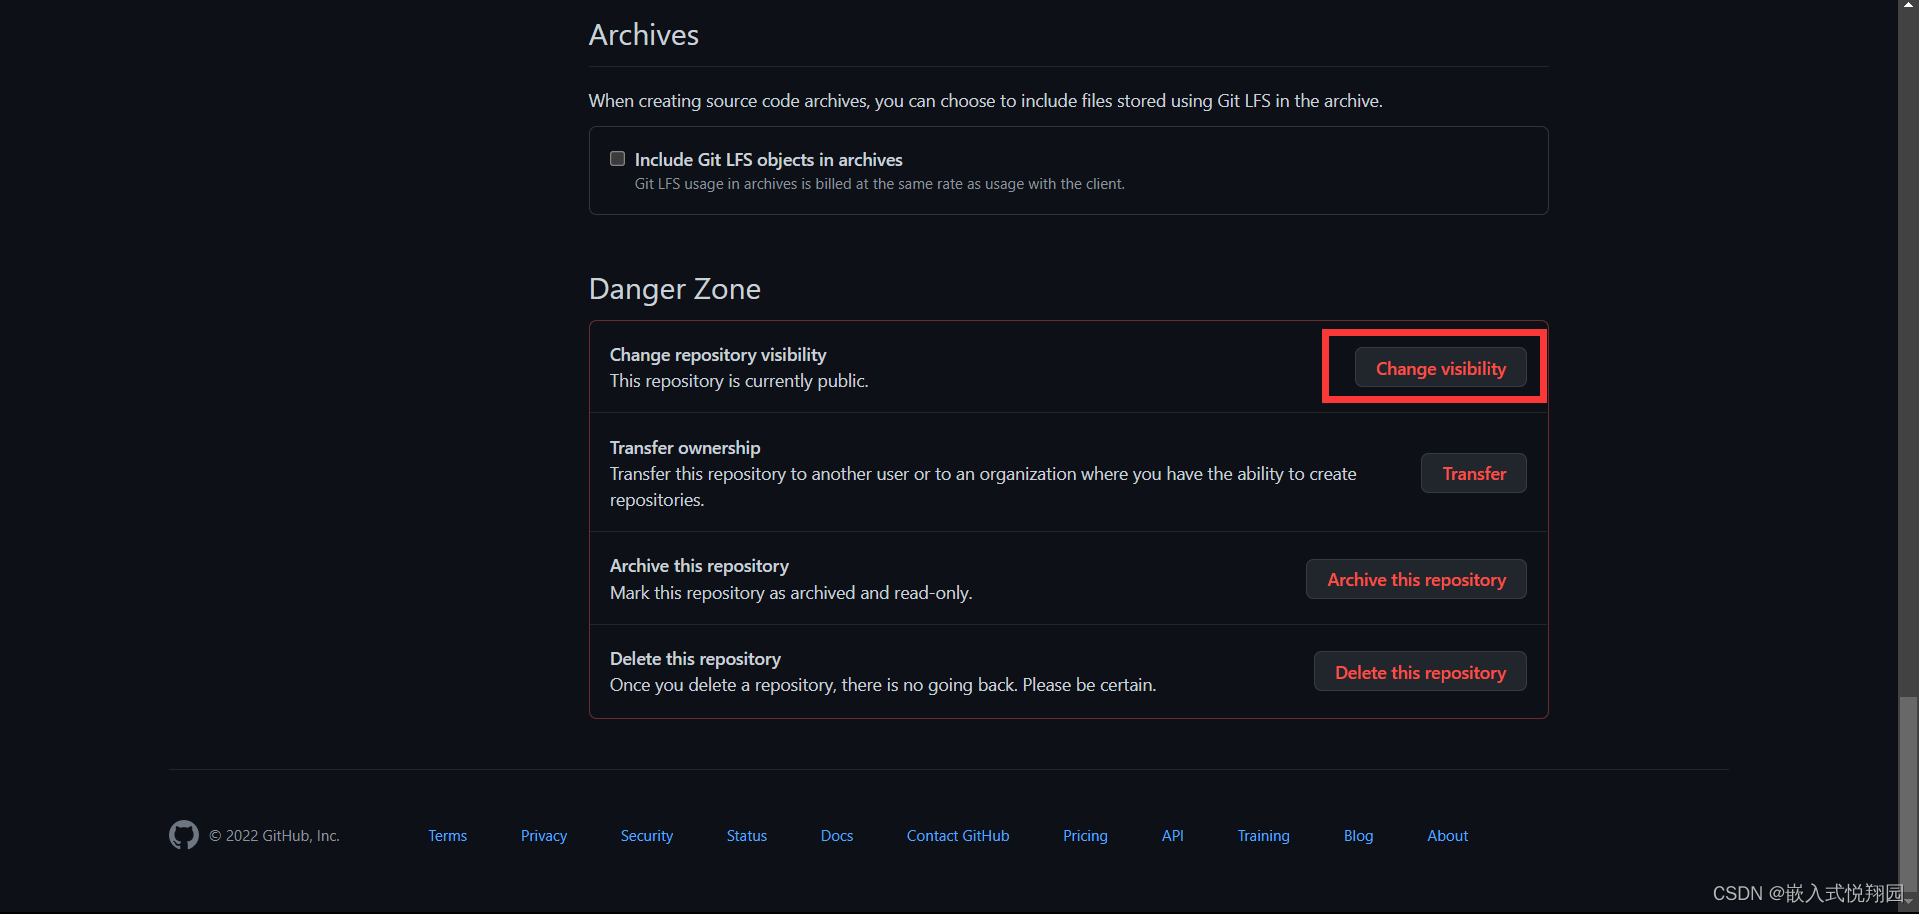 Archives
When creating source code archives, you can choose to include files stored using Git LFS in the archive.
Include Git LFS objects in archives
Git LFS usage in archives is billed at the same rate as usage with the client.
Danger Zone
Change repository visibility
This repository is currently public.
Change visibility
Transfer ownership
Transfer this repository to another user or to an organization where you have the ability to create
repositories.
Transfer
Archive this repository
Mark this repository as archived and read-only.
Archive this repository
Delete this repository
Once you delete a repository, there is no going back. Please be certain.
Delete this repository
© 2022 GitHub, Inc.
Terms
Privacy
Security
Status
Docs
Contact GitHub
Pricing
API
Training
Blog
About
CSDN @嵌入式悦翔园